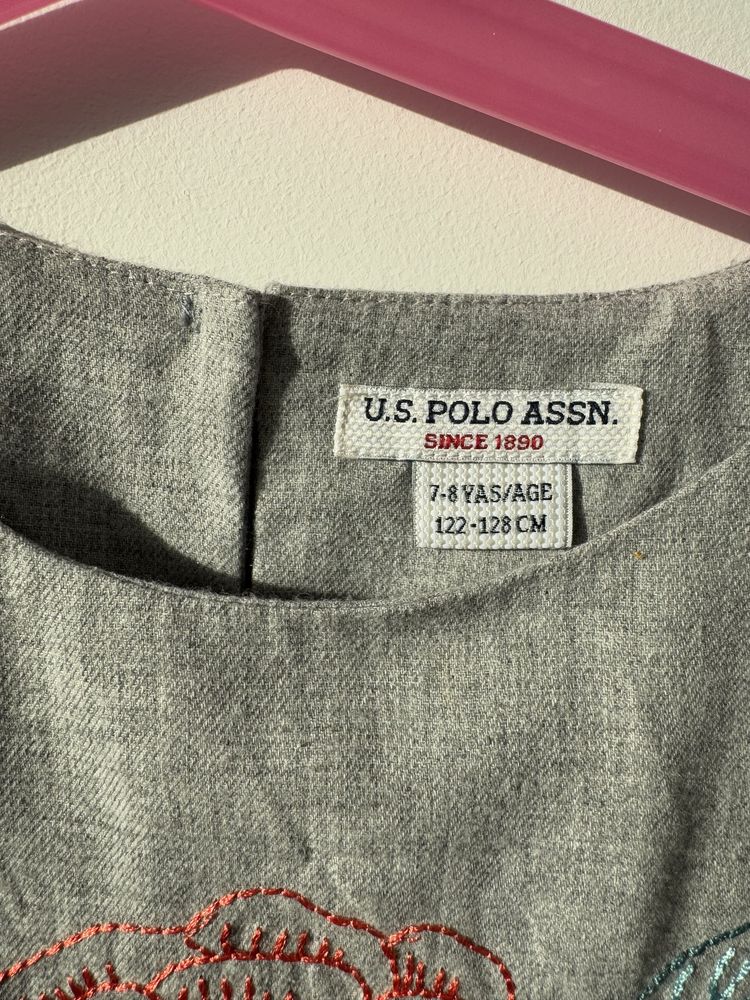 U.S. POLO ASSN.
SINCE 1890
7-8 YAS/AGE
122-128 CM